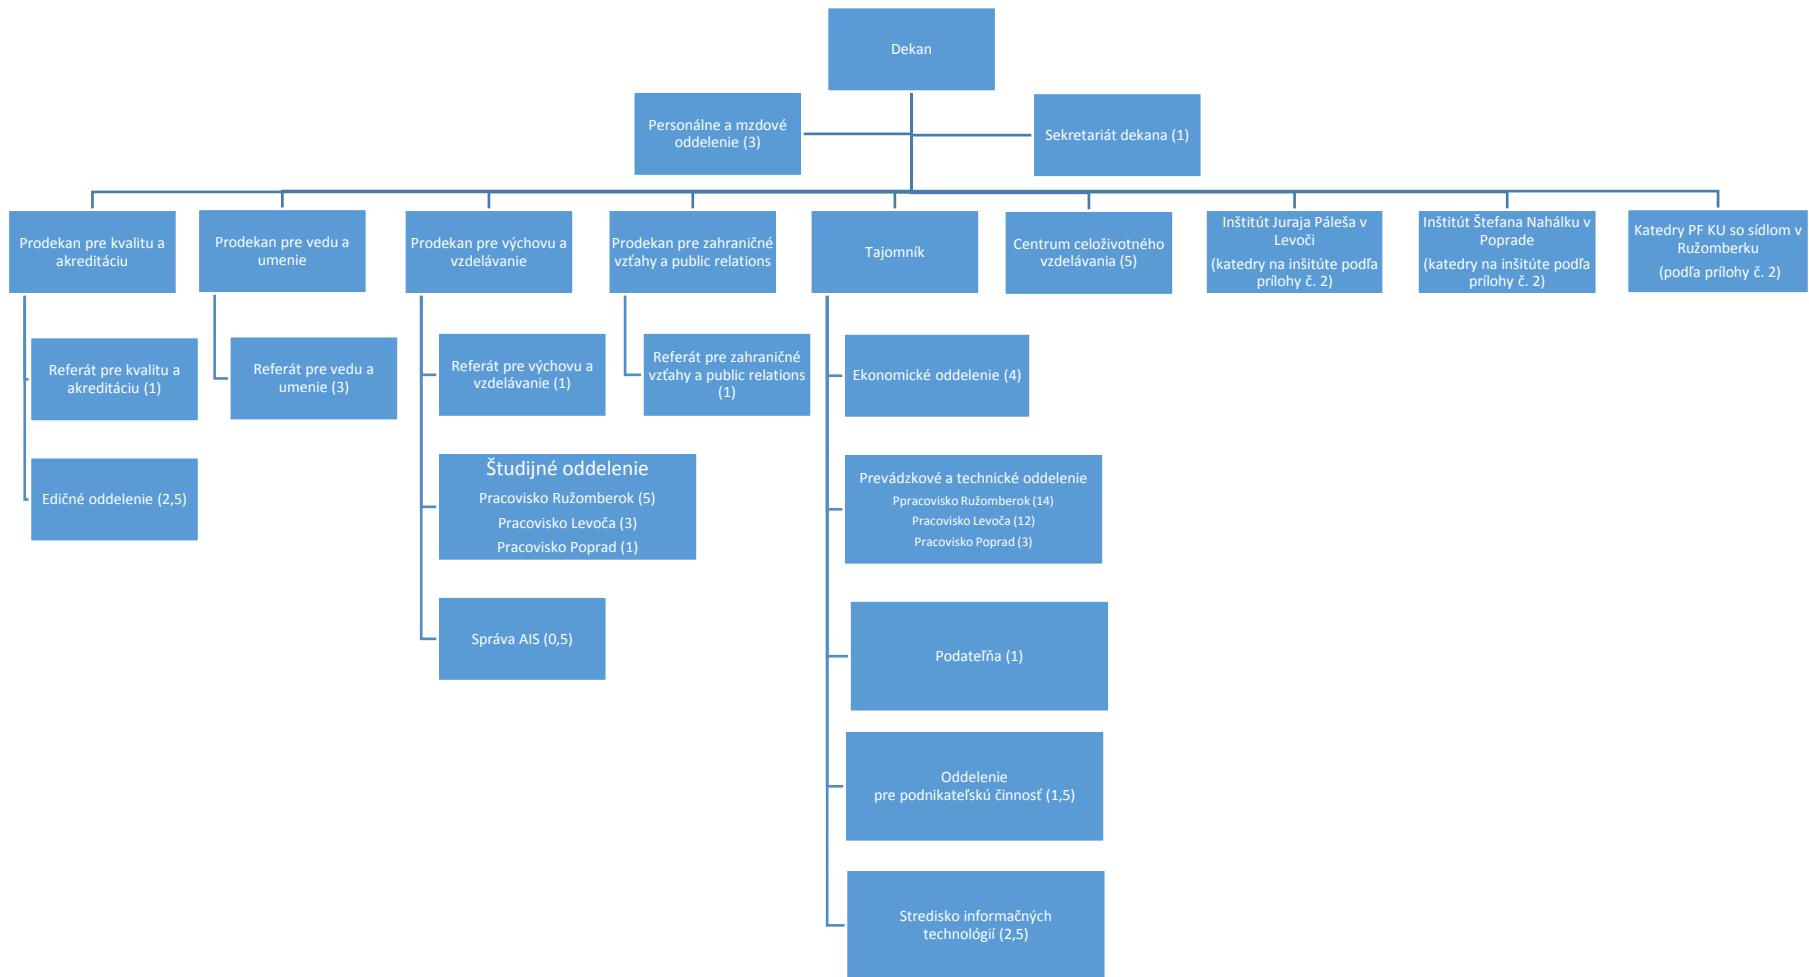 Dekan
Personálne a mzdové
oddelenie (3)
Sekretariát dekana (1)
Prodekan pre kvalitu a
akreditáciu
Prodekan pre vedu a
umenie
Prodekan pre výchovu a
vzdelávanie
Prodekan pre zahraničné
vzťahy a public relations
Tajomník
Centrum celoživotného
vzdelávania (5)
Inštitút Juraja Páleša v
Levoči
(katedry na inšitúte podľa
prílohy č. 2)
Inštitút Štefana Nahálku v
Poprade
(katedry na inšitúte podľa
prílohy č. 2)
Katedry PF KU so sídlom v
Ružomberku
(podľa prílohy č. 2)
Referát pre kvalitu a
akreditáciu (1)
Referát pre vedu a
umenie (3)
Referát pre výchovu a
vzdelávanie (1)
Referát pre zahraničné
vzťahy a public relations
(1)
Ekonomické oddelenie (4)
Edičné oddelenie (2,5)
Študijné oddelenie
Pracovisko Ružomberok (5)
Pracovisko Levoča (3)
Pracovisko Poprad (1)
Prevádzkové a technické oddelenie
Ppracovisko Ružomberok (14)
Pracovisko Levoča (12)
Pracovisko Poprad (3)
Správa AIS (0,5)
Podateľňa (1)
Oddelenie
pre podnikateľskú činnosť (1,5)
Stredisko informačných
technológií (2,5)